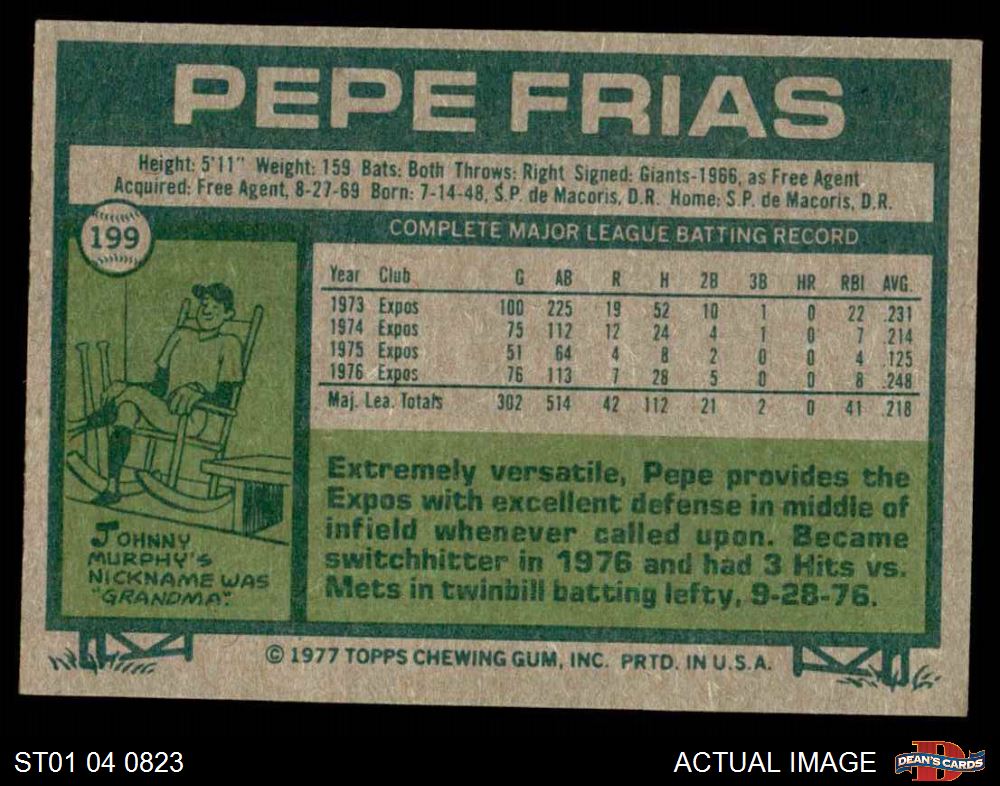 PEPE FRIAS
Height: 5'11" Weight: 159 Bats: Both Throws: Right Signed: Giants-1966, as Free Agent
Acquired: Free Agent, 8-27-69 Born: 7-14-48, S.P. de Macoris, D.R. Home: S.P. de Macoris, D.R.
199
COMPLETE MAJOR LEAGUE BATTING RECORD
Year Club G AB R H 2B 3B HR RBI AVG.
1973 Expos 100 225 19 52 10 1 0 22 .231
1974 Expos 75 112 12 24 4 1 0 7 .214
1975 Expos 51 64 4 8 2 0 0 4 .125
1976 Expos 76 113 7 28 5 0 0 8 .248
Maj. Lea. Totals 302 514 42 112 21 2 0 41 .218
Extremely versatile, Pepe provides the
Expos with excellent defense in middle of
infield whenever called upon. Became
switchhitter in 1976 and had 3 Hits vs.
Mets in twinbill batting lefty, 9-28-76.
JOHNNY
MURPHY'S
NICKNAME WAS
"GRANDMA".
© 1977 TOPPS CHEWING GUM, INC. PRTD. IN U.S.A.
ST01 04 0823
ACTUAL IMAGE
D
DEAN'S CARDS